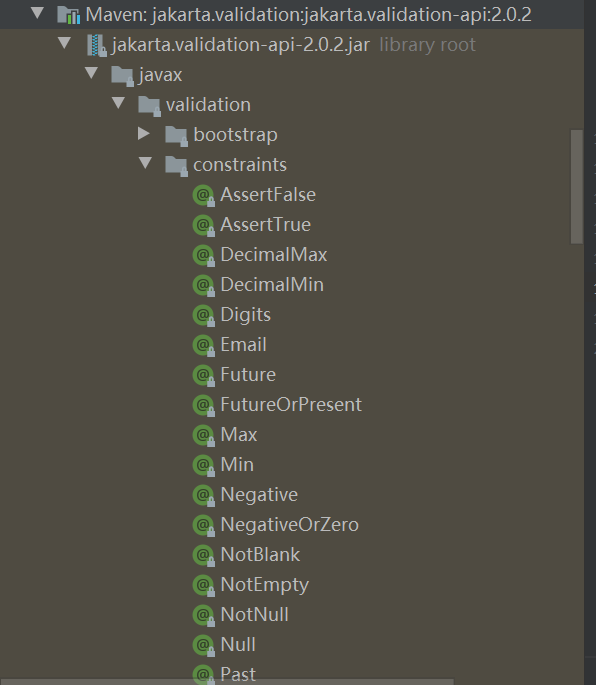 Maven: jakarta.validation:jakarta.validation-api:2.0.2
jakarta.validation-api-2.0.2.jar library root
javax
validation
bootstrap
constraints
@ AssertFalse
@ AssertTrue
@ DecimalMax
@ DecimalMin
@ Digits
@ Email
@ Future
@ FutureOrPresent
@ Max
@ Min
@ Negative
@ NegativeOrZero
@ NotBlank
@ NotEmpty
@ NotNull
@ Null
@ Past